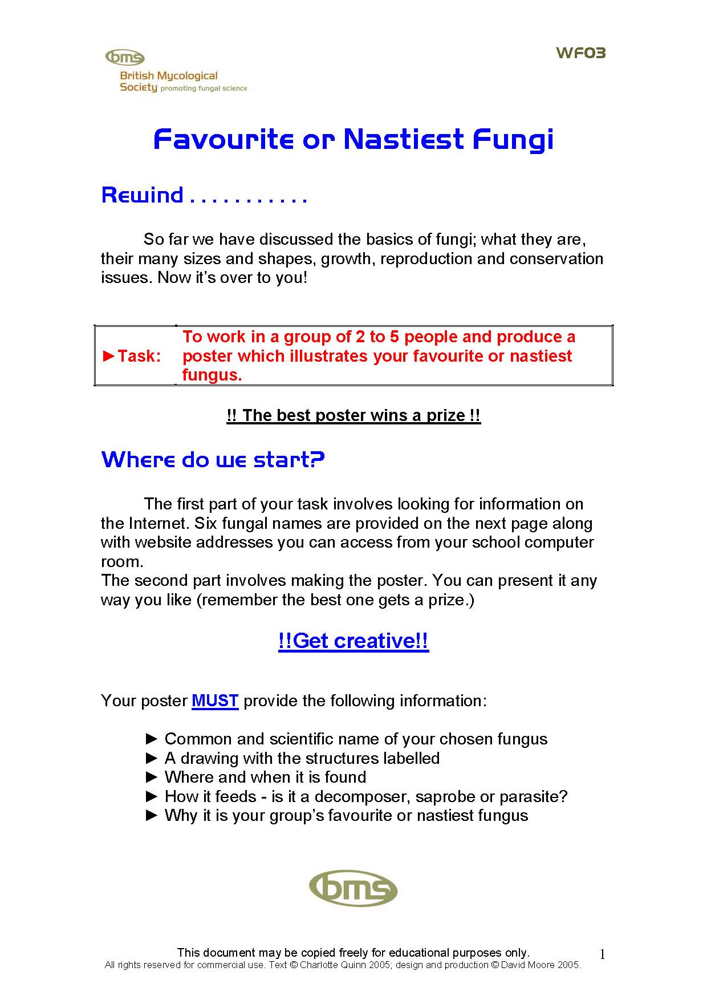 bms
WF03
British Mycological
Society promoting fungal science
Favourite or Nastiest Fungi
Rewind . . . . . . . . . . .
So far we have discussed the basics of fungi; what they are,
their many sizes and shapes, growth, reproduction and conservation
issues. Now it's over to you!
►Task:
To work in a group of 2 to 5 people and produce a
poster which illustrates your favourite or nastiest
fungus.
!! The best poster wins a prize !!
Where do we start?
The first part of your task involves looking for information on
the Internet. Six fungal names are provided on the next page along
with website addresses you can access from your school computer
room.
The second part involves making the poster. You can present it any
way you like (remember the best one gets a prize.)
!!Get creative!!
Your poster MUST provide the following information:
► Common and scientific name of your chosen fungus
► A drawing with the structures labelled
► Where and when it is found
► How it feeds - is it a decomposer, saprobe or parasite?
► Why it is your group's favourite or nastiest fungus
bms
This document may be copied freely for educational purposes only.
1
All rights reserved for commercial use. Text © Charlotte Quinn 2005; design and production © David Moore 2005.